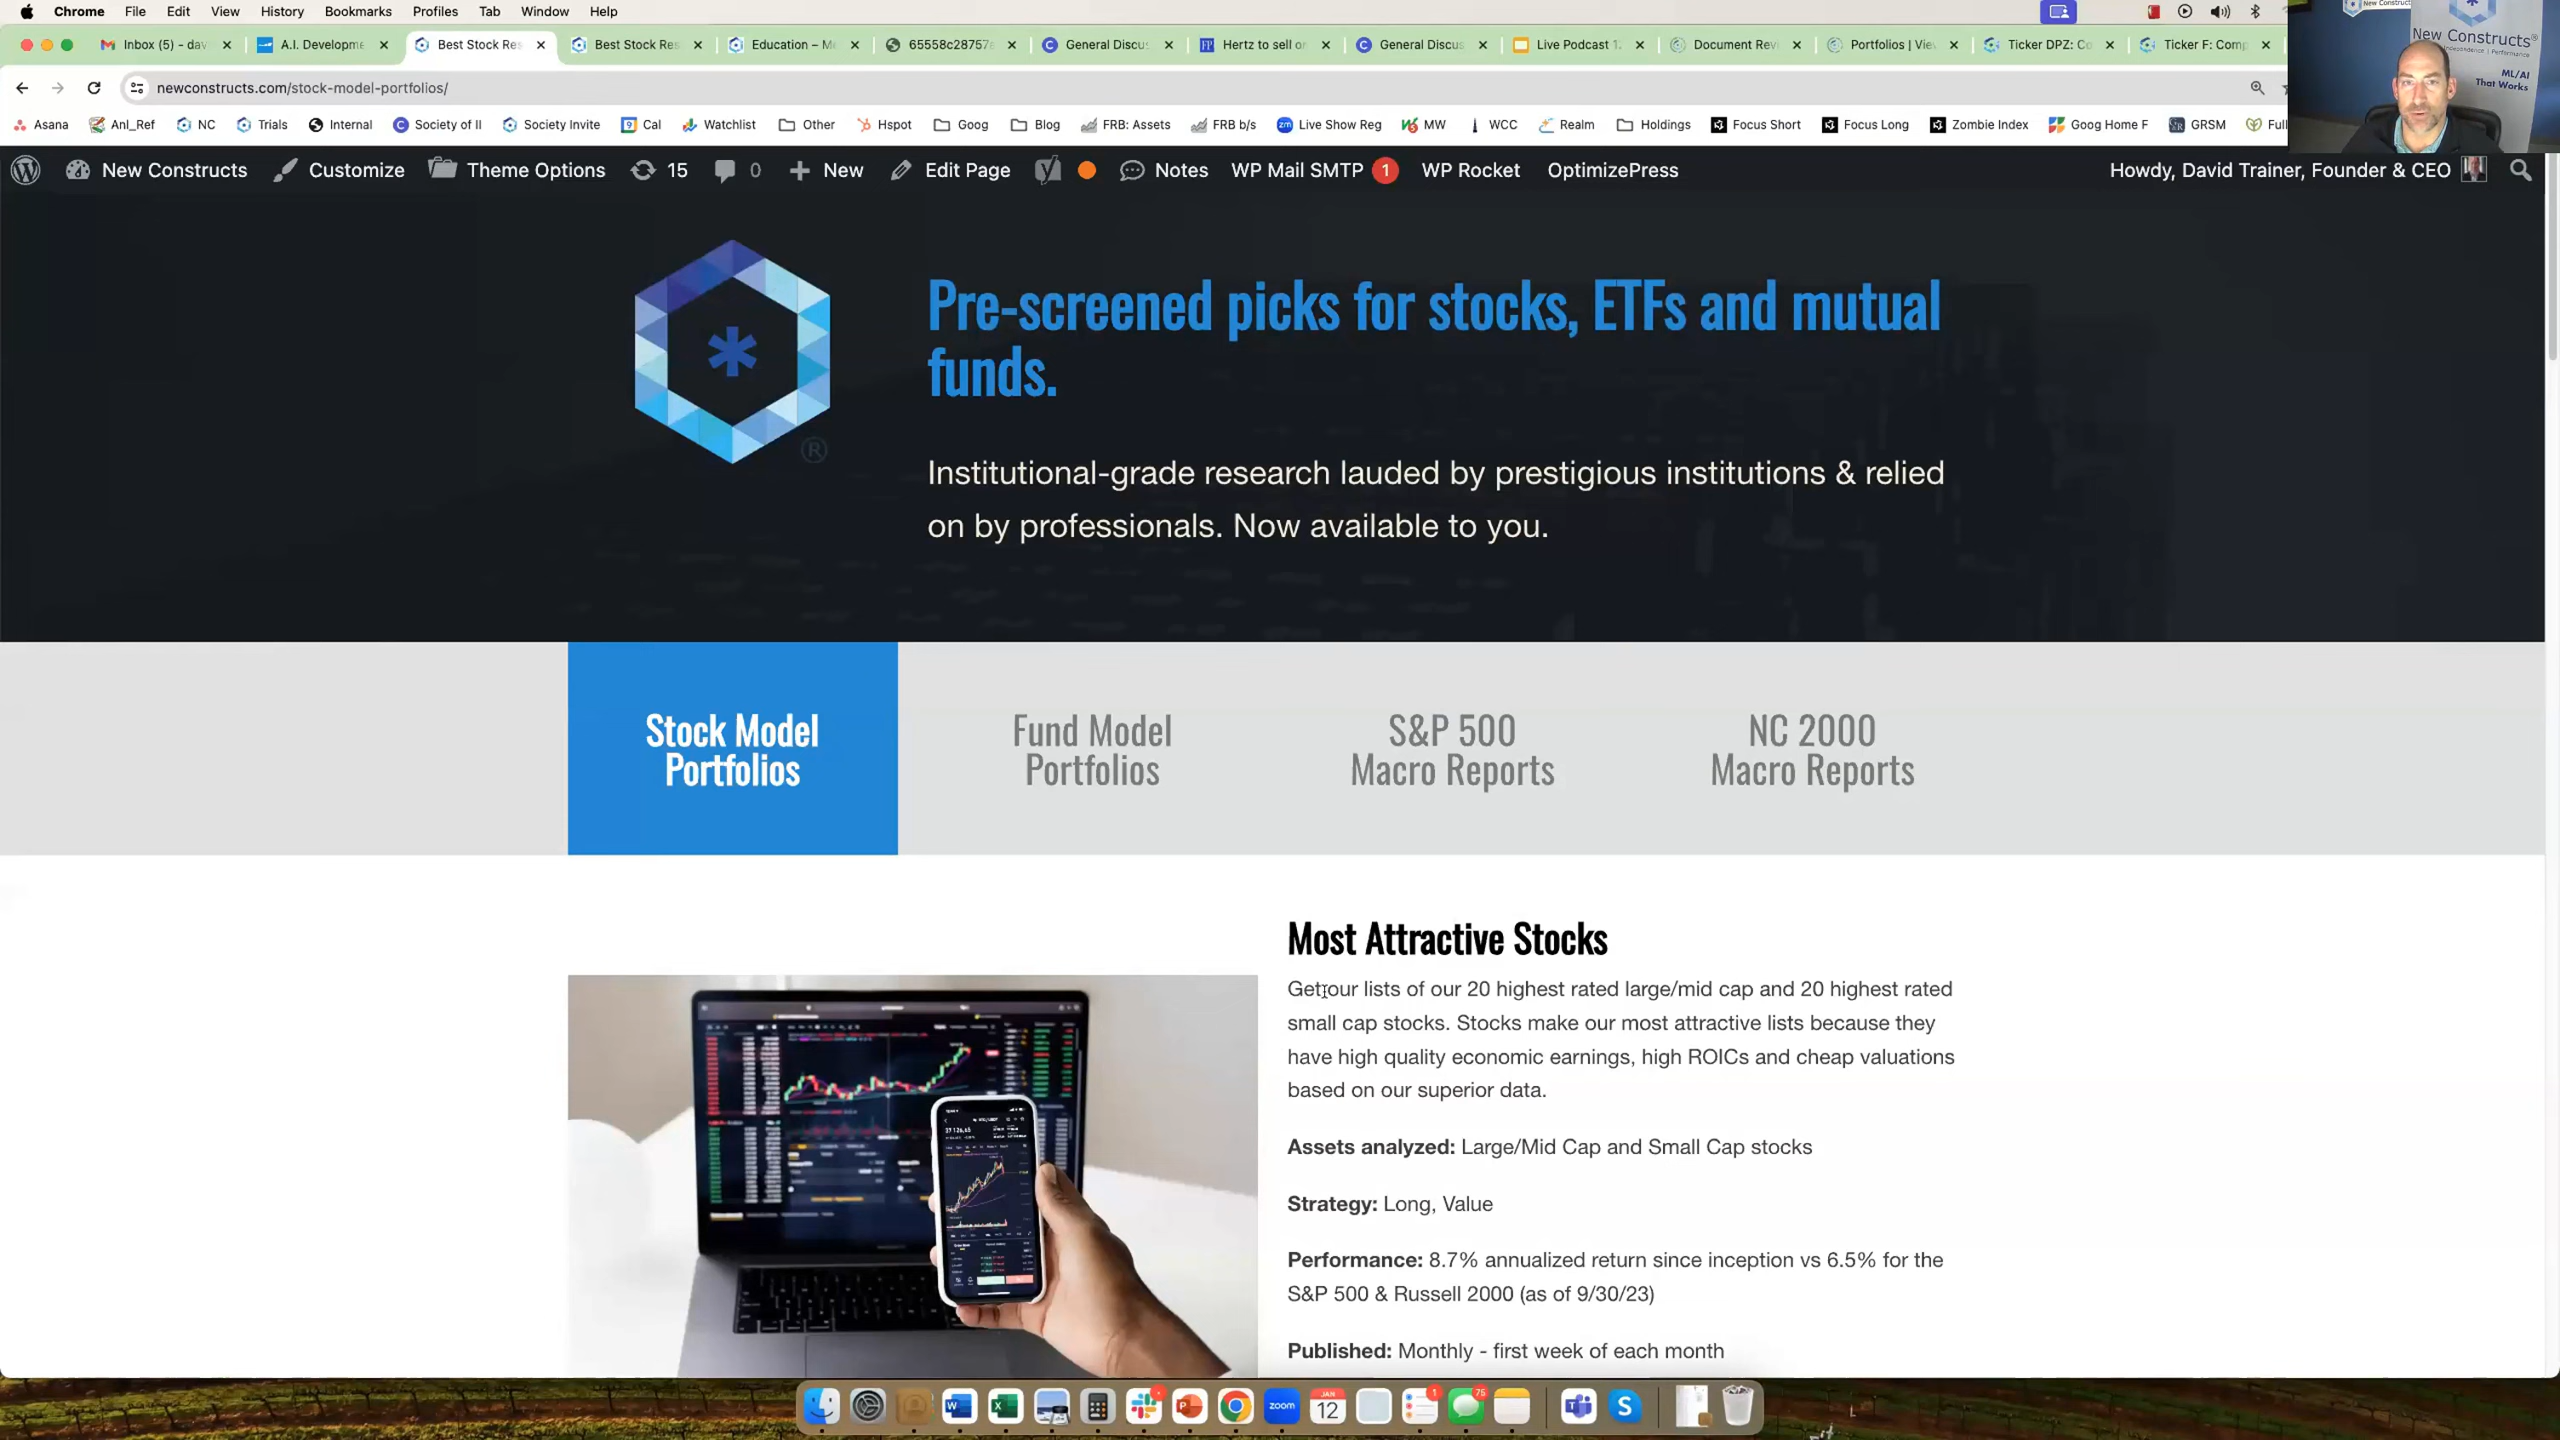 Chrome File Edit View History Bookmarks Profiles Tab Window Help
Inbox (5) - dav
A.I. Developme
Best Stock Res
Best Stock Res
Education – M
65558c28757
General Discus
Hertz to sell or
General Discus
Live Podcast 1
Document Revi
Portfolios | Vie
Ticker DPZ: Co
Ticker F: Comp
newconstructs.com/stock-model-portfolios/
Asana Anl_Ref NC Trials Internal Society of II Society Invite Cal Watchlist Other Hspot Goog Blog FRB: Assets FRB b/s Live Show Reg MW WCC Realm Holdings Focus Short Focus Long Zombie Index Goog Home F GRSM Full
New Constructs
New Constructs®
ML/AI
That Works
New Constructs Customize Theme Options 15 0 New Edit Page Notes WP Mail SMTP 1 WP Rocket OptimizePress Howdy, David Trainer, Founder & CEO
Pre-screened picks for stocks, ETFs and mutual
funds.
®
Institutional-grade research lauded by prestigious institutions & relied
on by professionals. Now available to you.
Stock Model
Portfolios
Fund Model
Portfolios
S&P 500
Macro Reports
NC 2000
Macro Reports
Most Attractive Stocks
Get our lists of our 20 highest rated large/mid cap and 20 highest rated
small cap stocks. Stocks make our most attractive lists because they
have high quality economic earnings, high ROICs and cheap valuations
based on our superior data.
Assets analyzed: Large/Mid Cap and Small Cap stocks
Strategy: Long, Value
Performance: 8.7% annualized return since inception vs 6.5% for the
S&P 500 & Russell 2000 (as of 9/30/23)
Published: Monthly - first week of each month
zoom
JAN
12
1
75